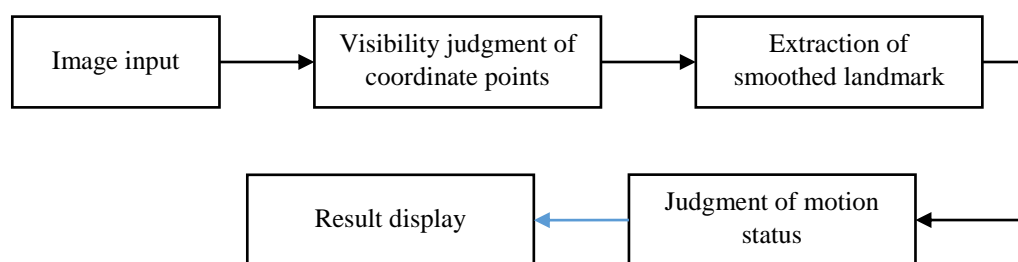 Image input
Visibility judgment of
coordinate points
Extraction of
smoothed landmark
Judgment of motion
status
Result display